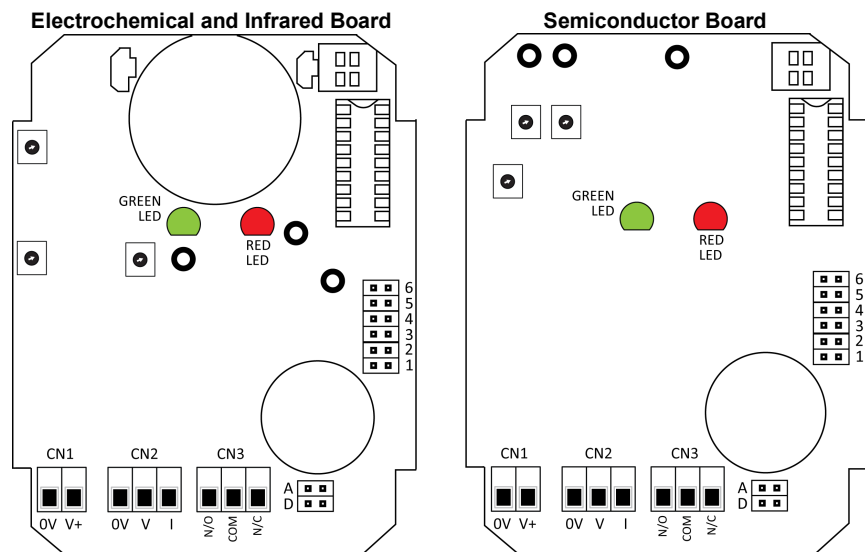 Electrochemical and Infrared Board
GREEN
LED
RED
LED
6
5
4
3
2
1
CN1
CN2
CN3
A
D
0V V+
0V V I
N/O COM N/C
Semiconductor Board
GREEN
LED
RED
LED
6
5
4
3
2
1
CN1
CN2
CN3
A
D
0V V+
0V V I
N/O COM N/C